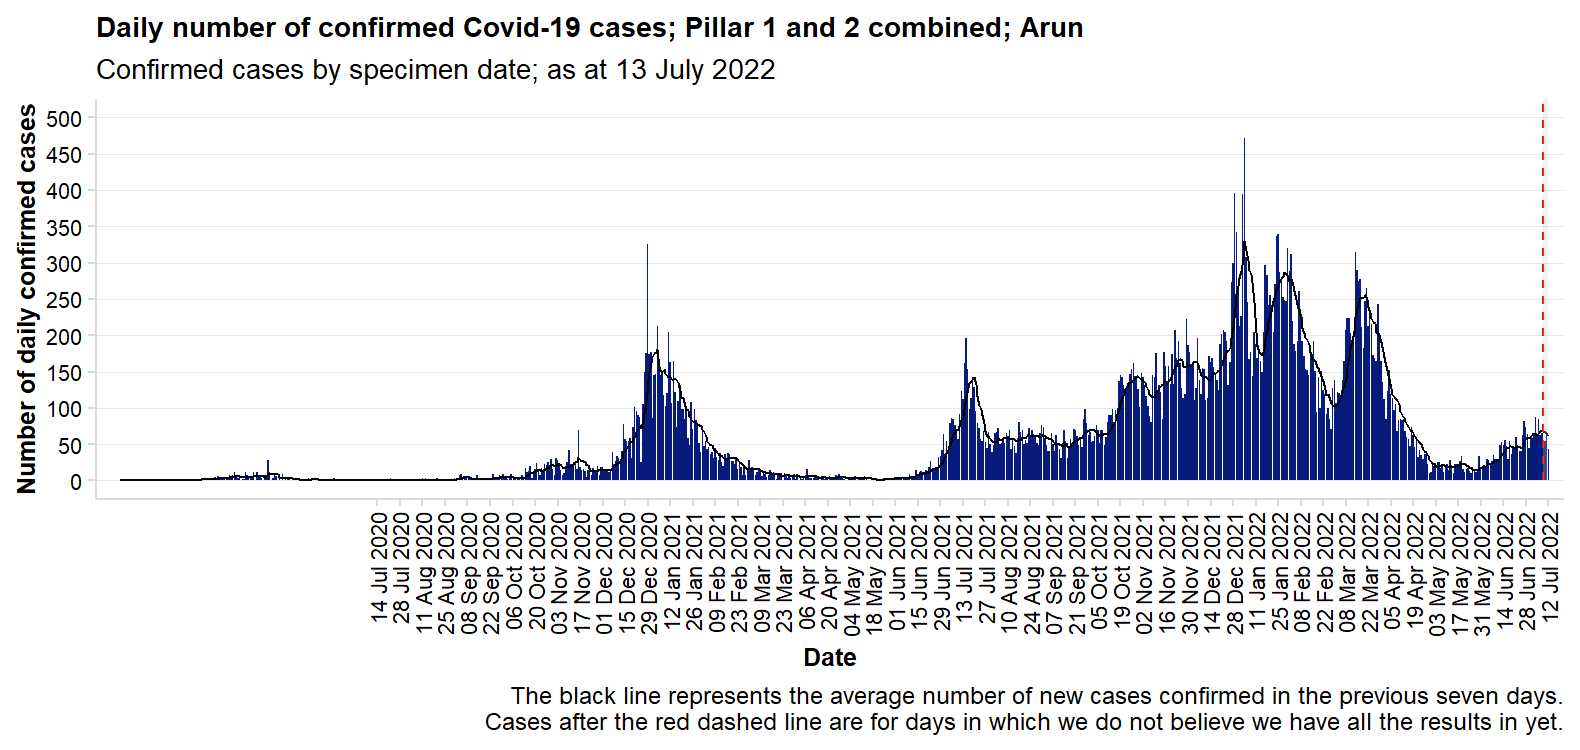 Daily number of confirmed Covid-19 cases; Pillar 1 and 2 combined; Arun
Confirmed cases by specimen date; as at 13 July 2022
Number of daily confirmed cases
500
450
400
350
300
250
200
150
100
50
0
14 Jul 2020
28 Jul 2020
11 Aug 2020
25 Aug 2020
08 Sep 2020
22 Sep 2020
06 Oct 2020
20 Oct 2020
03 Nov 2020
17 Nov 2020
01 Dec 2020
15 Dec 2020
29 Dec 2020
12 Jan 2021
26 Jan 2021
09 Feb 2021
23 Feb 2021
09 Mar 2021
23 Mar 2021
06 Apr 2021
20 Apr 2021
04 May 2021
18 May 2021
01 Jun 2021
15 Jun 2021
29 Jun 2021
13 Jul 2021
27 Jul 2021
10 Aug 2021
24 Aug 2021
07 Sep 2021
21 Sep 2021
05 Oct 2021
19 Oct 2021
02 Nov 2021
16 Nov 2021
30 Nov 2021
14 Dec 2021
28 Dec 2021
11 Jan 2022
25 Jan 2022
08 Feb 2022
22 Feb 2022
08 Mar 2022
22 Mar 2022
05 Apr 2022
19 Apr 2022
03 May 2022
17 May 2022
31 May 2022
14 Jun 2022
28 Jun 2022
12 Jul 2022
Date
The black line represents the average number of new cases confirmed in the previous seven days.
Cases after the red dashed line are for days in which we do not believe we have all the results in yet.